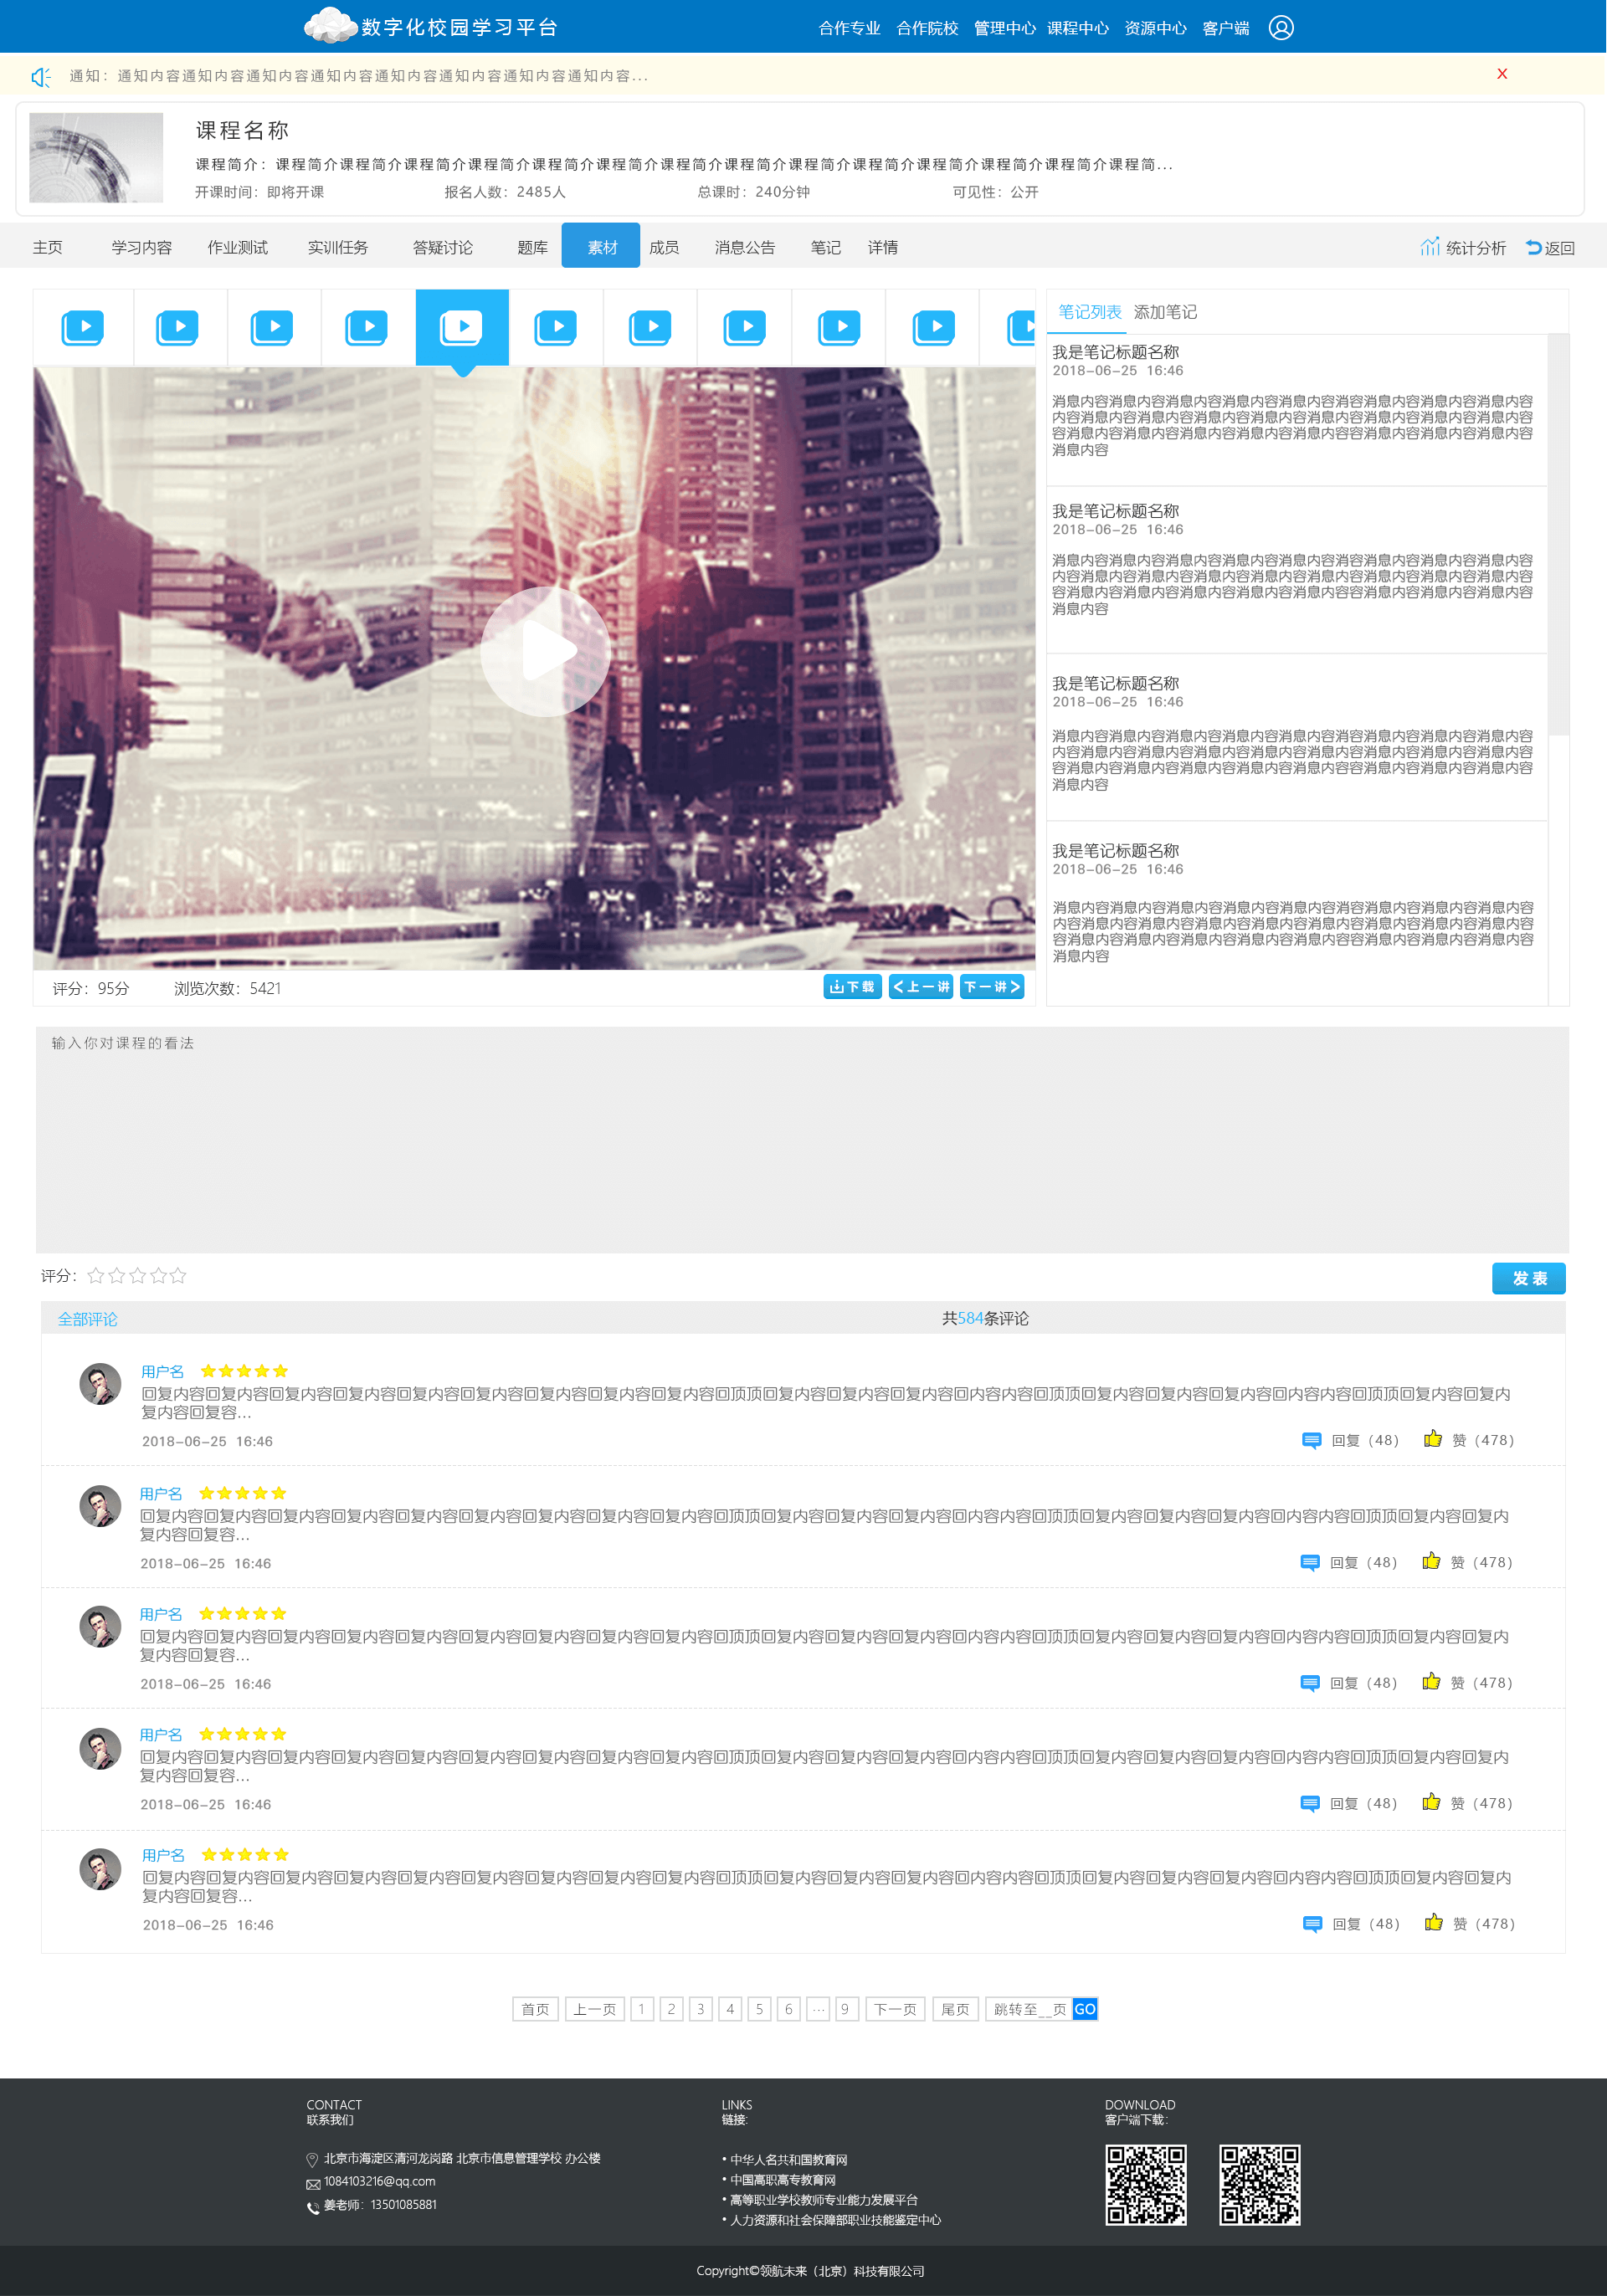 数字化校园学习平台
合作专业 合作院校 管理中心 课程中心 资源中心 客户端
通知：通知内容通知内容通知内容通知内容通知内容通知内容通知内容通知内容...
X
课程名称
课程简介：课程简介课程简介课程简介课程简介课程简介课程简介课程简介课程简介课程简介课程简介课程简介课程简介课程简介课程简...
开课时间：即将开课 报名人数：2485人 总课时：240分钟 可见性：公开
主页 学习内容 作业测试 实训任务 答疑讨论 题库 素材 成员 消息公告 笔记 详情 统计分析 返回
笔记列表 添加笔记
我是笔记标题名称
2018-06-25 16:46
消息内容消息内容消息内容消息内容消息内容消容消息内容消息内容消息内容
内容消息内容消息内容消息内容消息内容消息内容消息内容消息内容消息内容
容消息内容消息内容消息内容消息内容消息内容容消息内容消息内容消息内容
消息内容
我是笔记标题名称
2018-06-25 16:46
消息内容消息内容消息内容消息内容消息内容消容消息内容消息内容消息内容
内容消息内容消息内容消息内容消息内容消息内容消息内容消息内容消息内容
容消息内容消息内容消息内容消息内容消息内容容消息内容消息内容消息内容
消息内容
我是笔记标题名称
2018-06-25 16:46
消息内容消息内容消息内容消息内容消息内容消容消息内容消息内容消息内容
内容消息内容消息内容消息内容消息内容消息内容消息内容消息内容消息内容
容消息内容消息内容消息内容消息内容消息内容容消息内容消息内容消息内容
消息内容
我是笔记标题名称
2018-06-25 16:46
消息内容消息内容消息内容消息内容消息内容消容消息内容消息内容消息内容
内容消息内容消息内容消息内容消息内容消息内容消息内容消息内容消息内容
容消息内容消息内容消息内容消息内容消息内容容消息内容消息内容消息内容
消息内容
评分：95分 浏览次数：5421 下载 <上一讲 下一讲>
输入你对课程的看法
评分：
发表
全部评论 共584条评论
用户名
回复内容回复内容回复内容回复内容回复内容回复内容回复内容回复内容回复内容回顶顶回复内容回复内容回复内容回内容内容回顶顶回复内容回复内容回复内容回内容内容回顶顶回复内容回复内
复内容回复容...
2018-06-25 16:46 回复（48） 赞（478）
用户名
回复内容回复内容回复内容回复内容回复内容回复内容回复内容回复内容回复内容回顶顶回复内容回复内容回复内容回内容内容回顶顶回复内容回复内容回复内容回内容内容回顶顶回复内容回复内
复内容回复容...
2018-06-25 16:46 回复（48） 赞（478）
用户名
回复内容回复内容回复内容回复内容回复内容回复内容回复内容回复内容回复内容回顶顶回复内容回复内容回复内容回内容内容回顶顶回复内容回复内容回复内容回内容内容回顶顶回复内容回复内
复内容回复容...
2018-06-25 16:46 回复（48） 赞（478）
用户名
回复内容回复内容回复内容回复内容回复内容回复内容回复内容回复内容回复内容回顶顶回复内容回复内容回复内容回内容内容回顶顶回复内容回复内容回复内容回内容内容回顶顶回复内容回复内
复内容回复容...
2018-06-25 16:46 回复（48） 赞（478）
用户名
回复内容回复内容回复内容回复内容回复内容回复内容回复内容回复内容回复内容回顶顶回复内容回复内容回复内容回内容内容回顶顶回复内容回复内容回复内容回内容内容回顶顶回复内容回复内
复内容回复容...
2018-06-25 16:46 回复（48） 赞（478）
首页 上一页 1 2 3 4 5 6 ... 9 下一页 尾页 跳转至__页 GO
CONTACT
联系我们
北京市海淀区清河龙岗路 北京市信息管理学校 办公楼
1084103216@qq.com
姜老师：13501085881
LINKS
链接:
• 中华人名共和国教育网
• 中国高职高专教育网
• 高等职业学校教师专业能力发展平台
• 人力资源和社会保障部职业技能鉴定中心
DOWNLOAD
客户端下载：
Copyright©领航未来（北京）科技有限公司